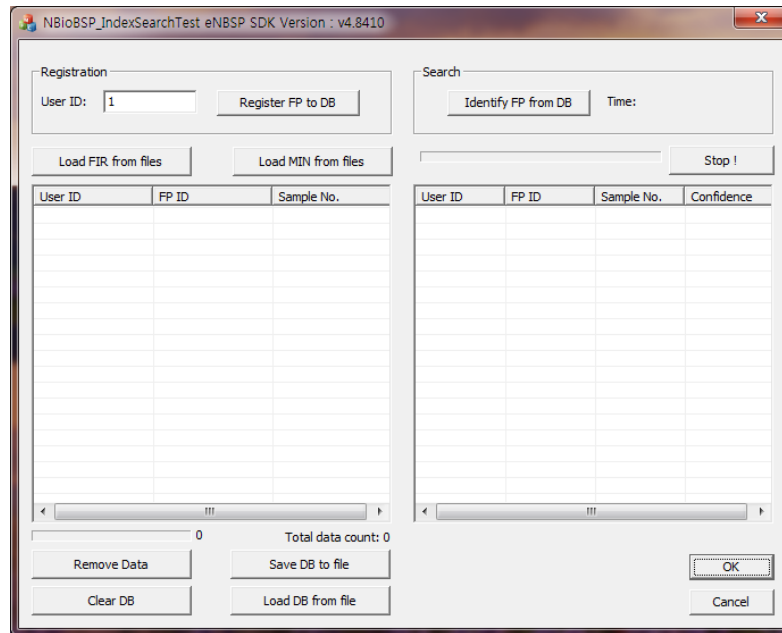 NBioBSP_IndexSearchTest eNBSP SDK Version : v4.8410
Registration
User ID: 1
Register FP to DB
Search
Identify FP from DB
Time:
Load FIR from files
Load MIN from files
Stop !
User ID FP ID Sample No.
User ID FP ID Sample No. Confidence
0
Total data count: 0
Remove Data
Save DB to file
OK
Clear DB
Load DB from file
Cancel